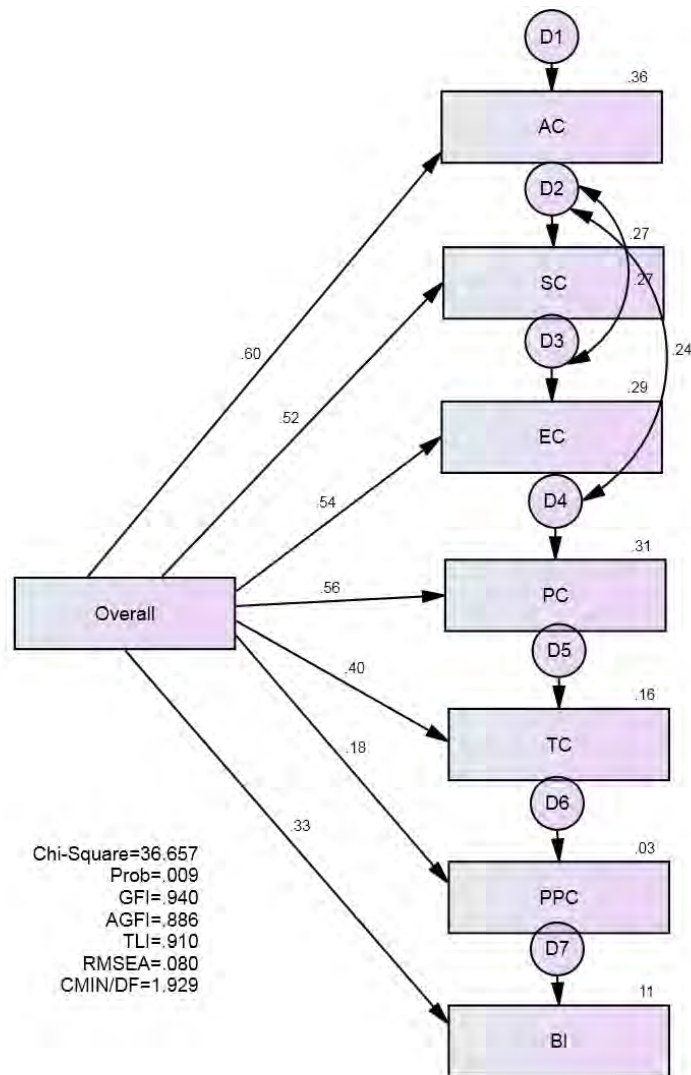 D1
.36
AC
D2
.27
SC
.27
D3
.24
.60
.29
.52
EC
.54
D4
.31
.56
PC
Overall
D5
.40
.16
TC
.18
D6
.33
.03
PPC
D7
11
BI
Chi-Square=36.657
Prob=.009
GFI=.940
AGFI=.886
TLI=.910
RMSEA=.080
CMIN/DF=1.929